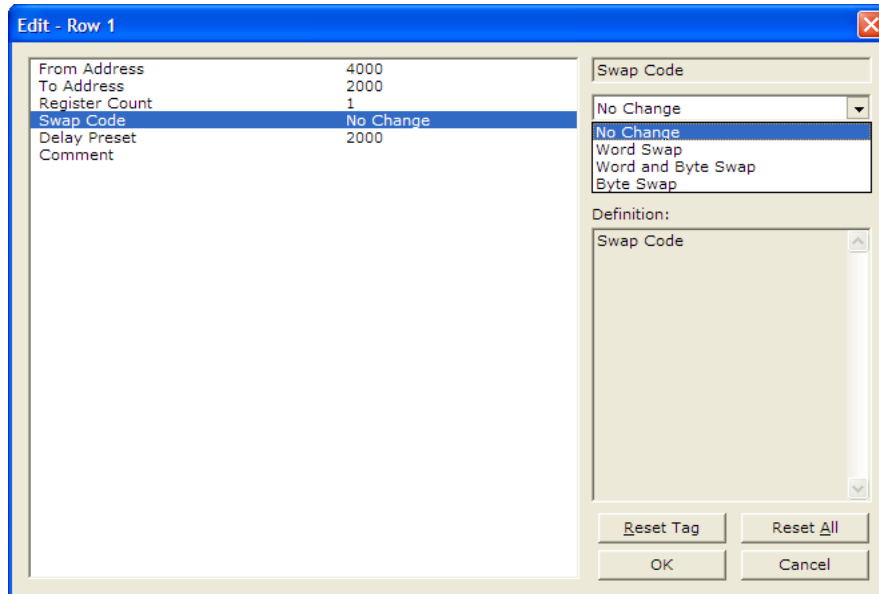 Edit - Row 1
From Address 4000
To Address 2000
Register Count 1
Swap Code No Change
Delay Preset 2000
Comment
Swap Code
No Change
No Change
Word Swap
Word and Byte Swap
Byte Swap
Definition:
Swap Code
Reset Tag Reset All
OK Cancel